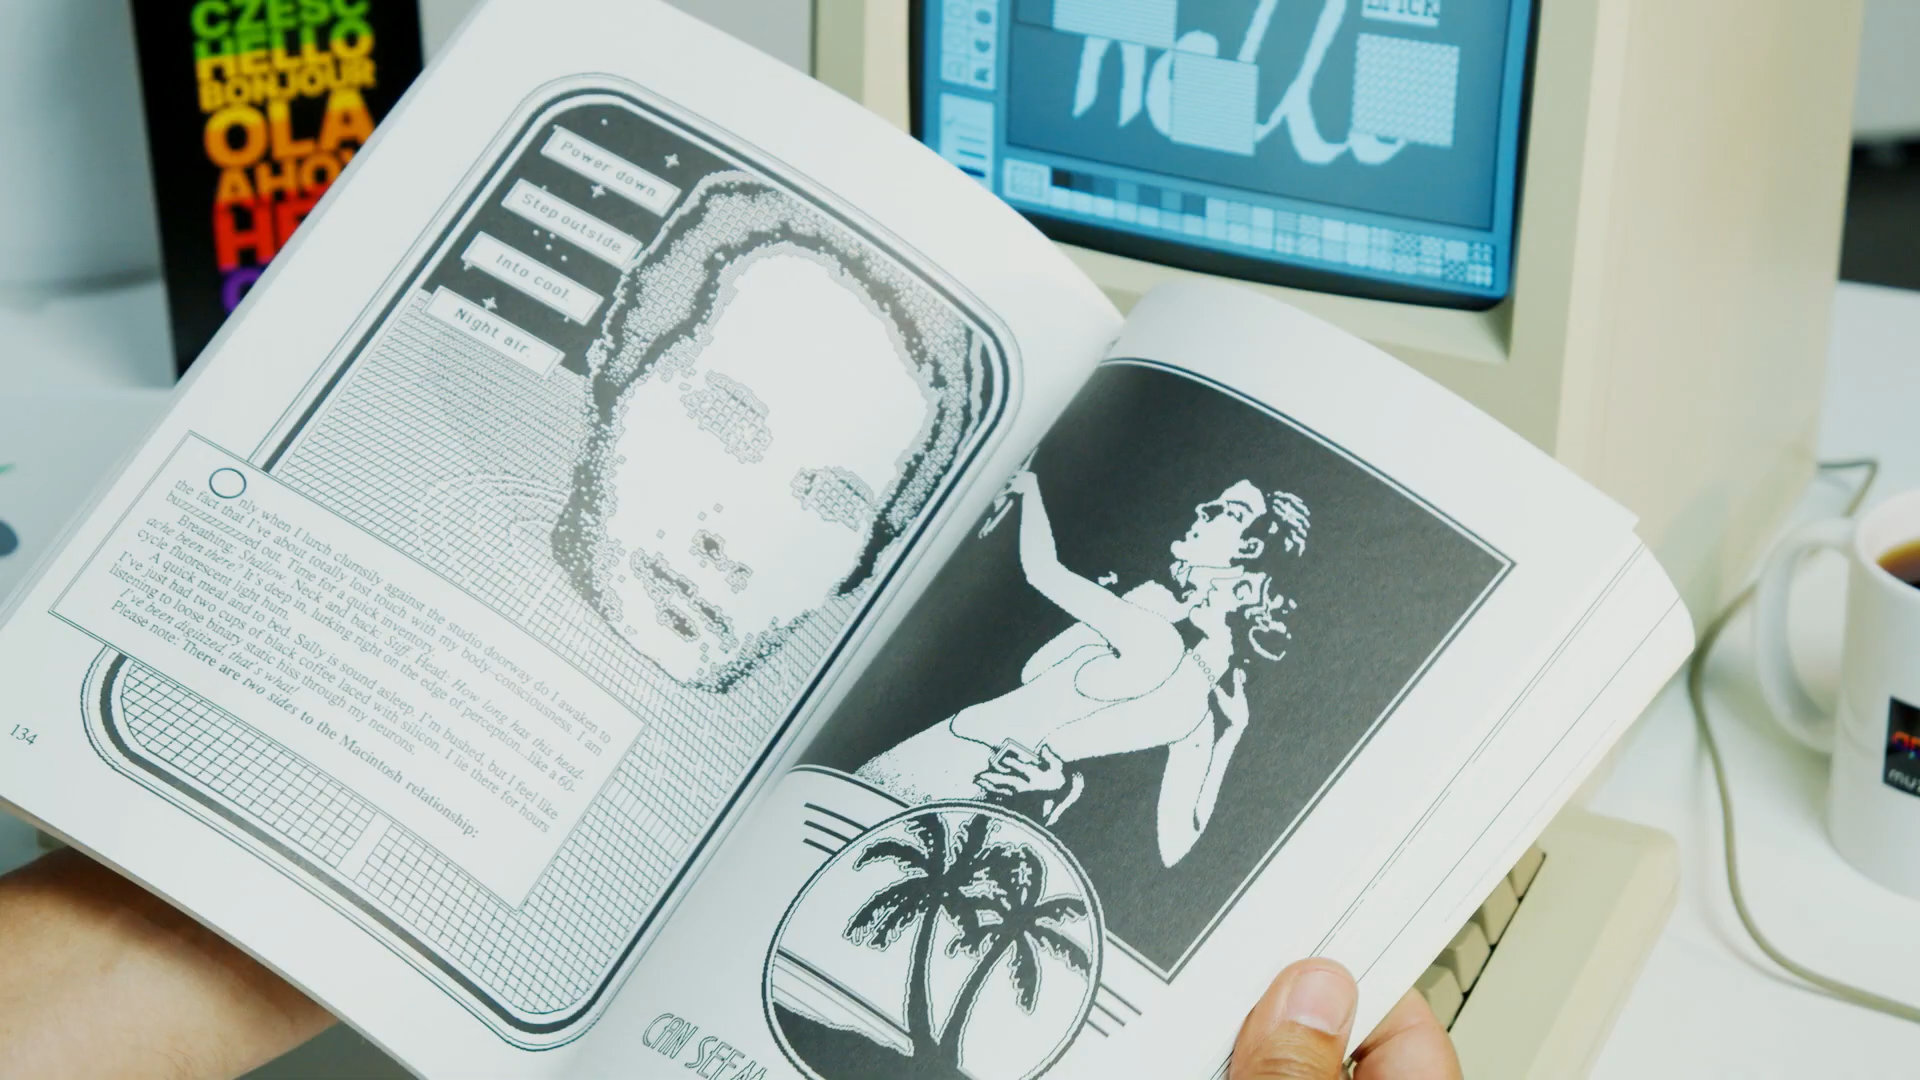 CZESC
HELLO
BONJOUR
OLA
AHOY
hello
Power down
Step outside
Into cool.
Night air.
Only when I lurch clumsily against the studio doorway do I awaken to
the fact that I've about totally lost touch with my body-consciousness. I am
buzzzzzzzzzed out. Time for a quick inventory.
Breathing: Shallow. Neck and back: Stiff. Head: How long has this head-
ache been there? It's deep in, lurking right on the edge of perception...like a 60-
cycle fluorescent light hum.
A quick meal and to bed. Sally is sound asleep. I'm bushed, but I feel like
I've just had two cups of black coffee laced with silicon. I lie there for hours
listening to loose binary static hiss through my neurons.
I've been digitized, that's what!
Please note: There are two sides to the Macintosh relationship:
134
CAN SEE